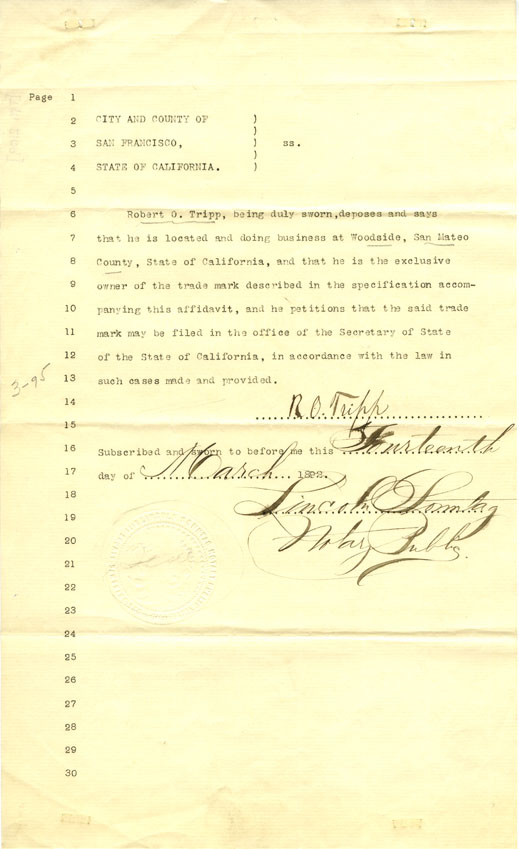 Page 1
2 CITY AND COUNTY OF )
)
3 SAN FRANCISCO, ) ss.
)
4 STATE OF CALIFORNIA. )
5
6 Robert O. Tripp, being duly sworn,deposes and says
7 that he is located and doing business at Woodside, San Mateo
8 County, State of California, and that he is the exclusive
9 owner of the trade mark described in the specification accom-
10 panying this affidavit, and he petitions that the said trade
11 mark may be filed in the office of the Secretary of State
12 of the State of California, in accordance with the law in
3-95
13 such cases made and provided.
14 R. O. Tripp
15
16 Subscribed and sworn to before me this Fourteenth
17 day of March 1892.
18 Lincoln Sonntag
19
20 Notary Public
21
22
23
24
25
26
27
28
29
30